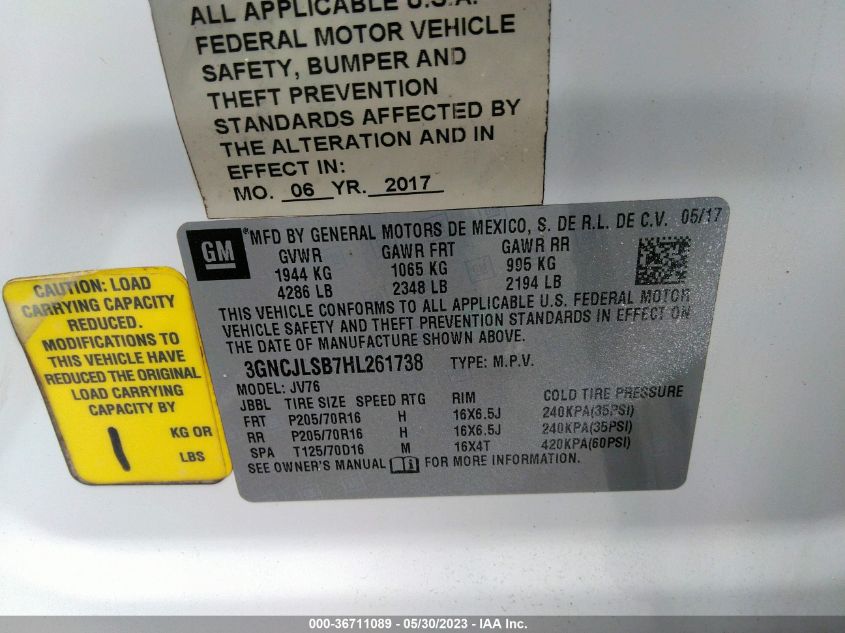 ALL APPLICABLE U.S.A.
FEDERAL MOTOR VEHICLE
SAFETY, BUMPER AND
THEFT PREVENTION
STANDARDS AFFECTED BY
THE ALTERATION AND IN
EFFECT IN:
MO. 06 YR. 2017
GM
*MFD BY GENERAL MOTORS DE MEXICO, S. DE R.L. DE C.V. 05/17
GVWR GAWR FRT GAWR RR
1944 KG 1065 KG 995 KG
4286 LB 2348 LB 2194 LB
THIS VEHICLE CONFORMS TO ALL APPLICABLE U.S. FEDERAL MOTOR
VEHICLE SAFETY AND THEFT PREVENTION STANDARDS IN EFFECT ON
THE DATE OF MANUFACTURE SHOWN ABOVE.
3GNCJLSB7HL261738 TYPE: M.P.V.
MODEL: JV76
JBBL TIRE SIZE SPEED RTG RIM COLD TIRE PRESSURE
FRT P205/70R16 H 16X6.5J 240KPA(35PSI)
RR P205/70R16 H 16X6.5J 240KPA(35PSI)
SPA T125/70D16 M 16X4T 420KPA(60PSI)
SEE OWNER'S MANUAL FOR MORE INFORMATION.
CAUTION: LOAD
CARRYING CAPACITY
REDUCED.
MODIFICATIONS TO
THIS VEHICLE HAVE
REDUCED THE ORIGINAL
LOAD CARRYING
CAPACITY BY
1 KG OR
LBS
000-36711089 - 05/30/2023 - IAA Inc.